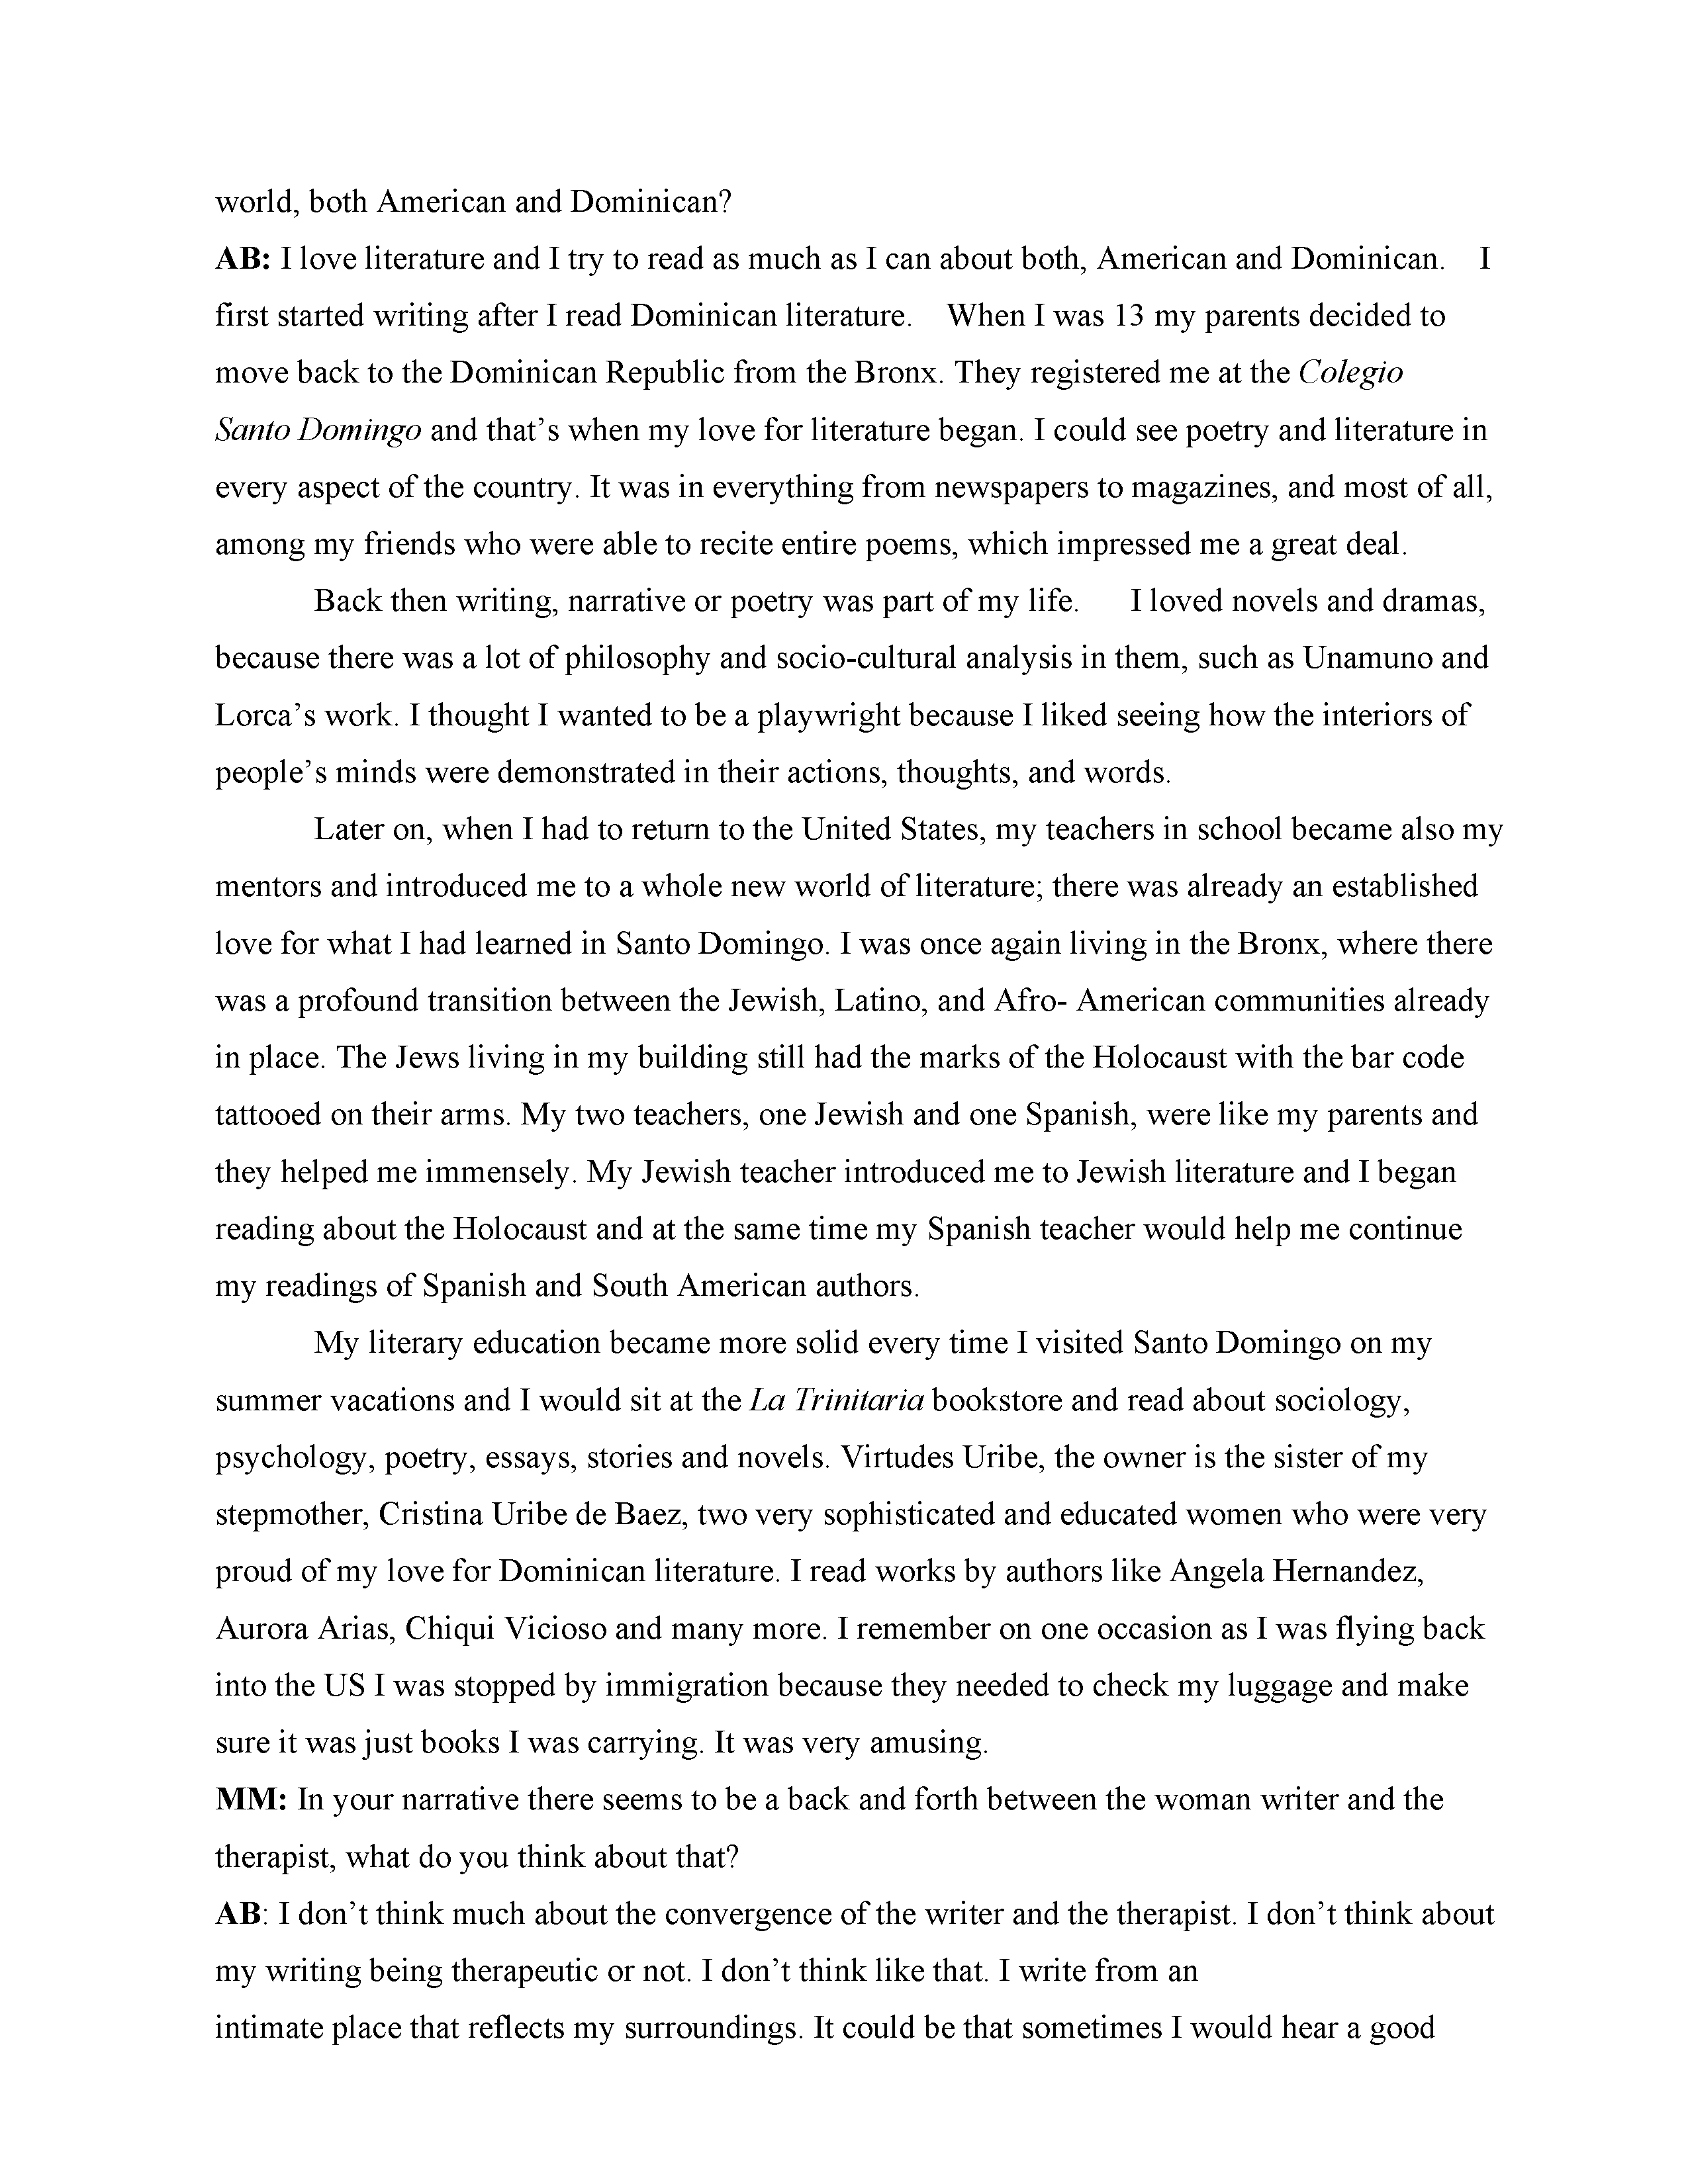 world, both American and Dominican?
AB: I love literature and I try to read as much as I can about both, American and Dominican. I
first started writing after I read Dominican literature. When I was 13 my parents decided to
move back to the Dominican Republic from the Bronx. They registered me at the Colegio
Santo Domingo and that’s when my love for literature began. I could see poetry and literature in
every aspect of the country. It was in everything from newspapers to magazines, and most of all,
among my friends who were able to recite entire poems, which impressed me a great deal.
Back then writing, narrative or poetry was part of my life. I loved novels and dramas,
because there was a lot of philosophy and socio-cultural analysis in them, such as Unamuno and
Lorca’s work. I thought I wanted to be a playwright because I liked seeing how the interiors of
people’s minds were demonstrated in their actions, thoughts, and words.
Later on, when I had to return to the United States, my teachers in school became also my
mentors and introduced me to a whole new world of literature; there was already an established
love for what I had learned in Santo Domingo. I was once again living in the Bronx, where there
was a profound transition between the Jewish, Latino, and Afro- American communities already
in place. The Jews living in my building still had the marks of the Holocaust with the bar code
tattooed on their arms. My two teachers, one Jewish and one Spanish, were like my parents and
they helped me immensely. My Jewish teacher introduced me to Jewish literature and I began
reading about the Holocaust and at the same time my Spanish teacher would help me continue
my readings of Spanish and South American authors.
My literary education became more solid every time I visited Santo Domingo on my
summer vacations and I would sit at the La Trinitaria bookstore and read about sociology,
psychology, poetry, essays, stories and novels. Virtudes Uribe, the owner is the sister of my
stepmother, Cristina Uribe de Baez, two very sophisticated and educated women who were very
proud of my love for Dominican literature. I read works by authors like Angela Hernandez,
Aurora Arias, Chiqui Vicioso and many more. I remember on one occasion as I was flying back
into the US I was stopped by immigration because they needed to check my luggage and make
sure it was just books I was carrying. It was very amusing.
MM: In your narrative there seems to be a back and forth between the woman writer and the
therapist, what do you think about that?
AB: I don’t think much about the convergence of the writer and the therapist. I don’t think about
my writing being therapeutic or not. I don’t think like that. I write from an
intimate place that reflects my surroundings. It could be that sometimes I would hear a good